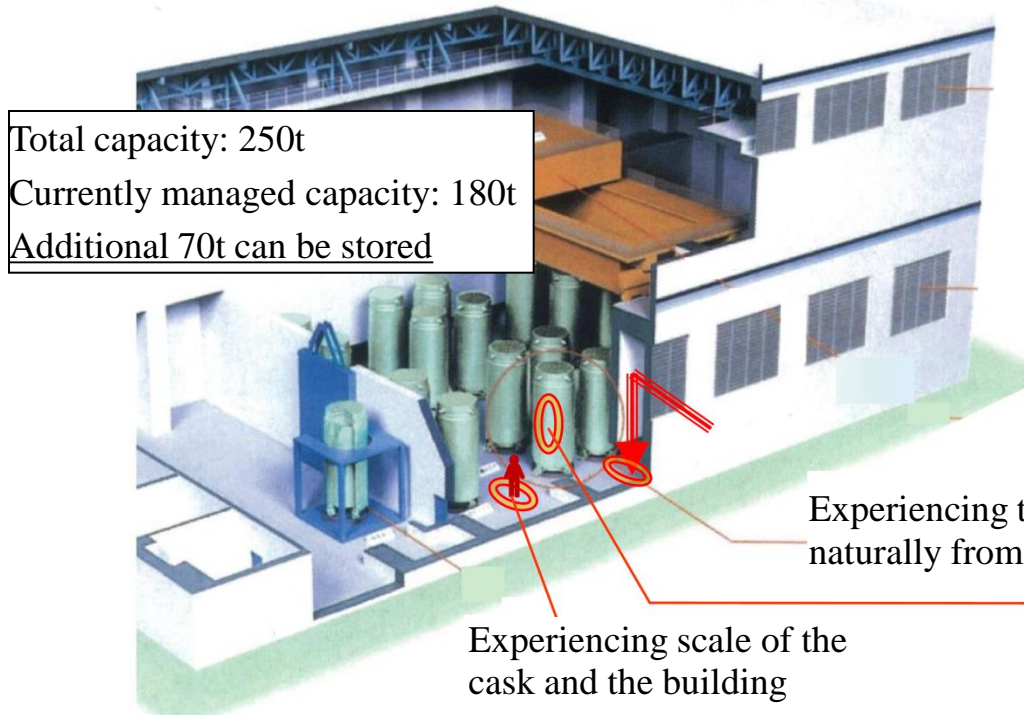 Total capacity: 250t
Currently managed capacity: 180t
Additional 70t can be stored
Experiencing t
naturally from
Experiencing scale of the
cask and the building